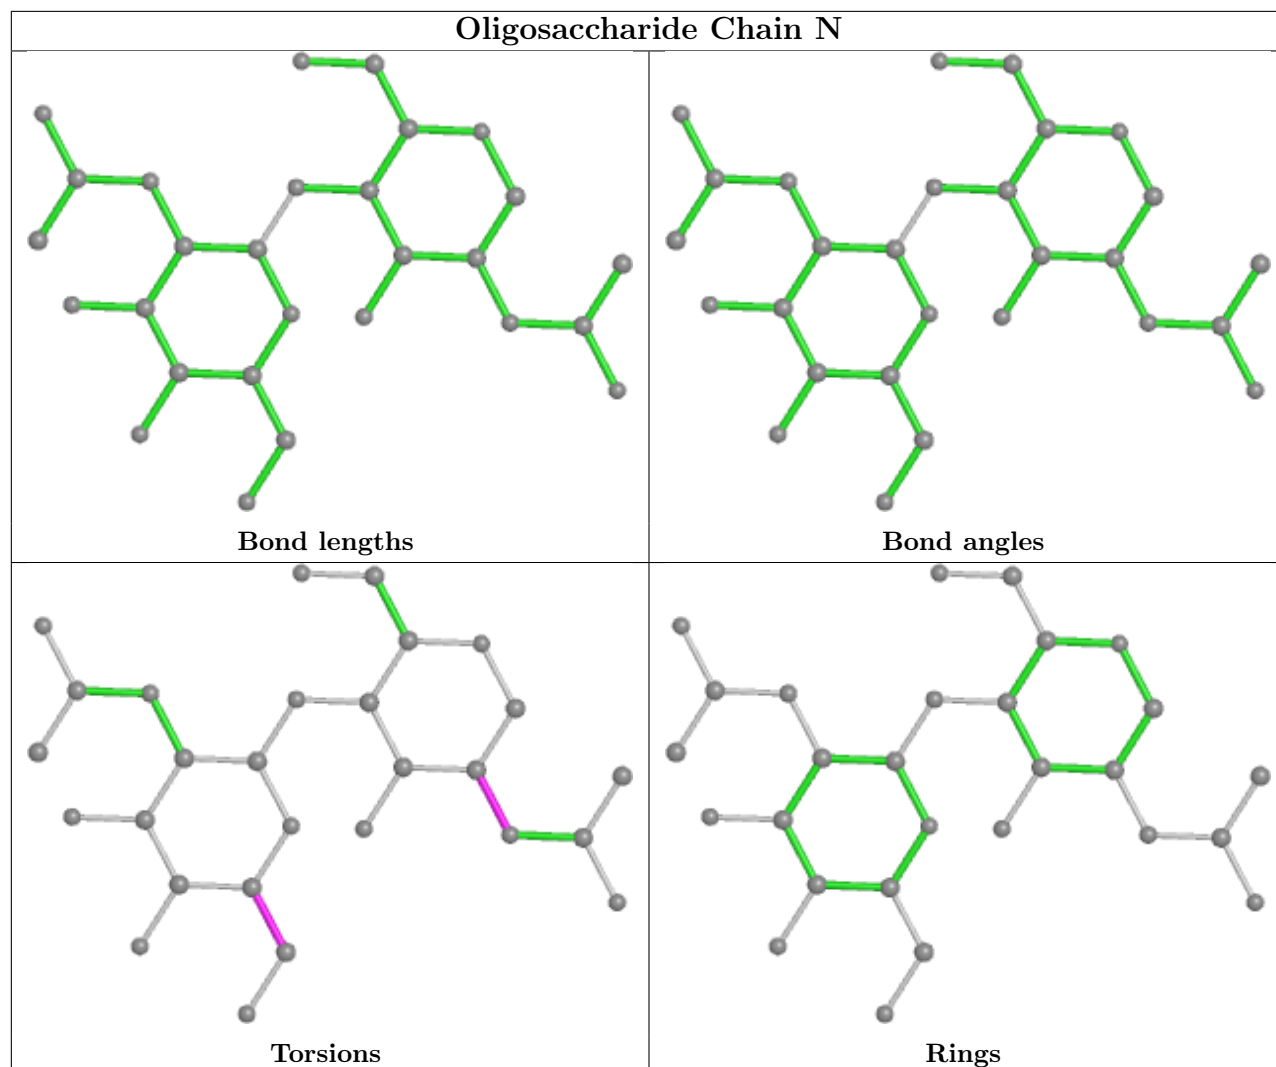 Oligosaccharide Chain N
Bond lengths
Bond angles
Torsions
Rings